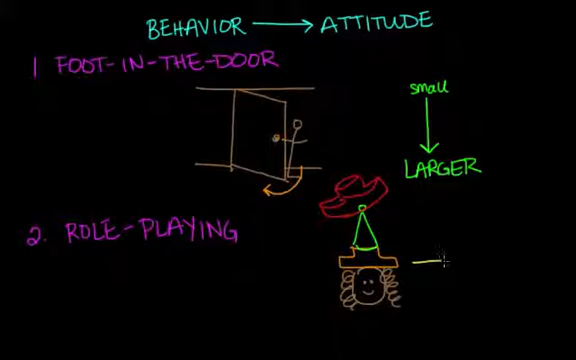 BEHAVIOR → ATTITUDE
1 FOOT-IN-THE-DOOR
small
LARGER
2. ROLE-PLAYING